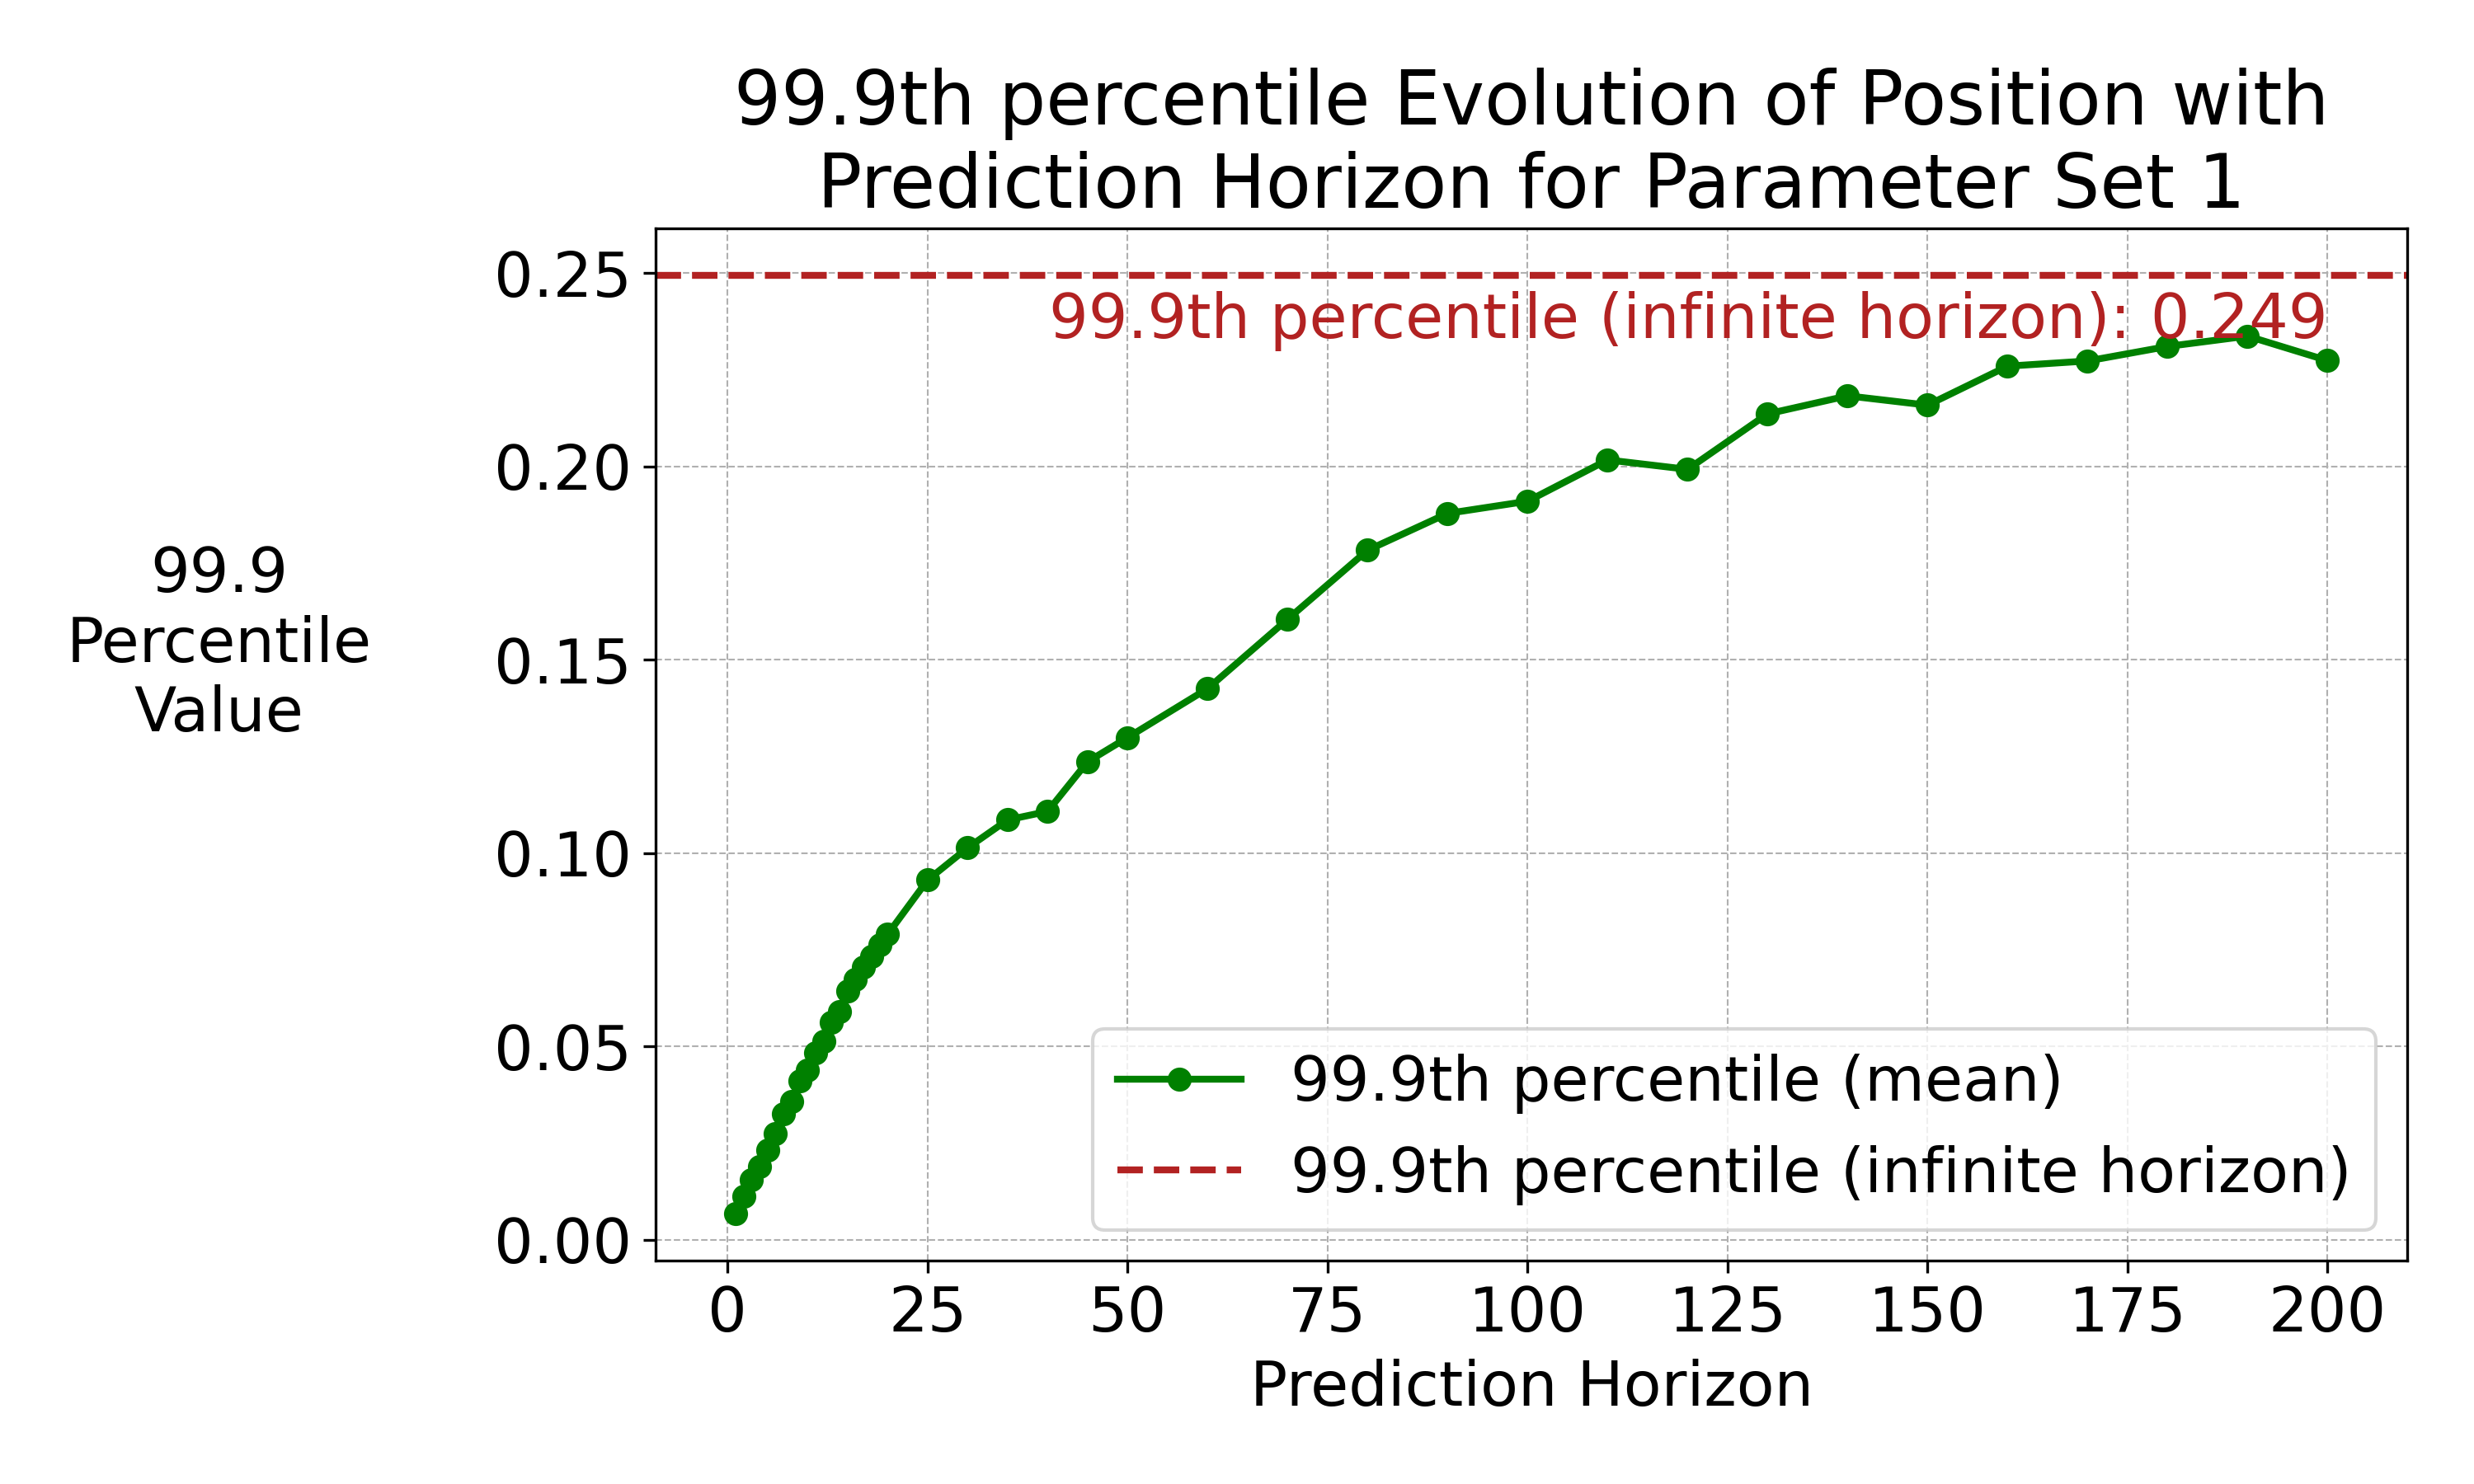 99.9th percentile Evolution of Position with
Prediction Horizon for Parameter Set 1
99.9
Percentile
Value
0.25
0.20
0.15
0.10
0.05
0.00
99.9th percentile (infinite horizon): 0.249
99.9th percentile (mean)
99.9th percentile (infinite horizon)
0 25 50 75 100 125 150 175 200
Prediction Horizon